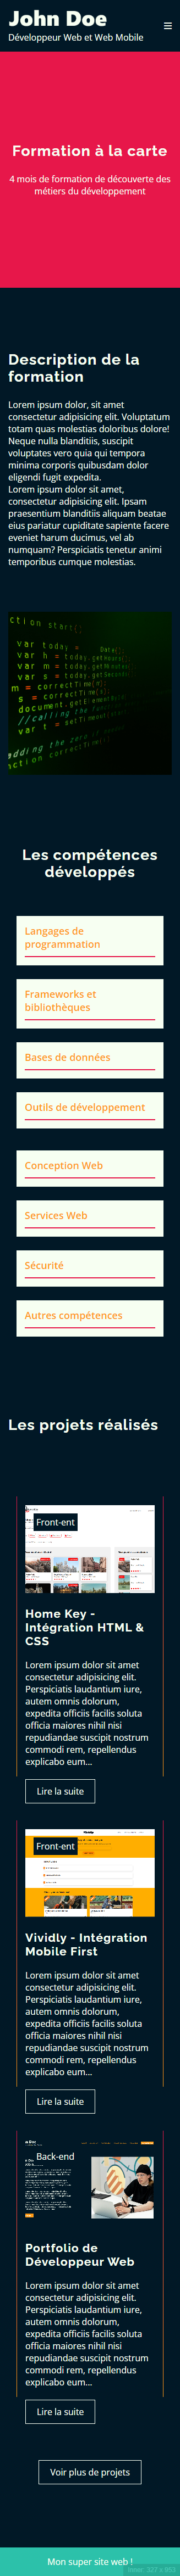 John Doe
Développeur Web et Web Mobile
Formation à la carte
4 mois de formation de découverte des
métiers du développement
Description de la
formation
Lorem ipsum dolor, sit amet
consectetur adipisicing elit. Voluptatum
totam quas molestias doloribus dolore!
Neque nulla blanditiis, suscipit
voluptates vero quia qui tempora
minima corporis quibusdam dolor
eligendi fugit expedita.
Lorem ipsum dolor sit amet,
consectetur adipisicing elit. Ipsam
praesentium blanditiis aliquam beatae
eius pariatur cupiditate sapiente facere
eveniet harum ducimus, vel ab
numquam? Perspiciatis tenetur animi
temporibus cumque molestias.
Les compétences
développés
Langages de
programmation
Frameworks et
bibliothèques
Bases de données
Outils de développement
Conception Web
Services Web
Sécurité
Autres compétences
Les projets réalisés
Front-ent
Home Key -
Intégration HTML &
CSS
Lorem ipsum dolor sit amet
consectetur adipisicing elit.
Perspiciatis laudantium iure,
autem omnis dolorum,
expedita officiis facilis soluta
officia maiores nihil nisi
repudiandae suscipit nostrum
commodi rem, repellendus
explicabo eum...
Lire la suite
Front-ent
Vividly - Intégration
Mobile First
Lorem ipsum dolor sit amet
consectetur adipisicing elit.
Perspiciatis laudantium iure,
autem omnis dolorum,
expedita officiis facilis soluta
officia maiores nihil nisi
repudiandae suscipit nostrum
commodi rem, repellendus
explicabo eum...
Lire la suite
Back-end
Portfolio de
Développeur Web
Lorem ipsum dolor sit amet
consectetur adipisicing elit.
Perspiciatis laudantium iure,
autem omnis dolorum,
expedita officiis facilis soluta
officia maiores nihil nisi
repudiandae suscipit nostrum
commodi rem, repellendus
explicabo eum...
Lire la suite
Voir plus de projets
Mon super site web !